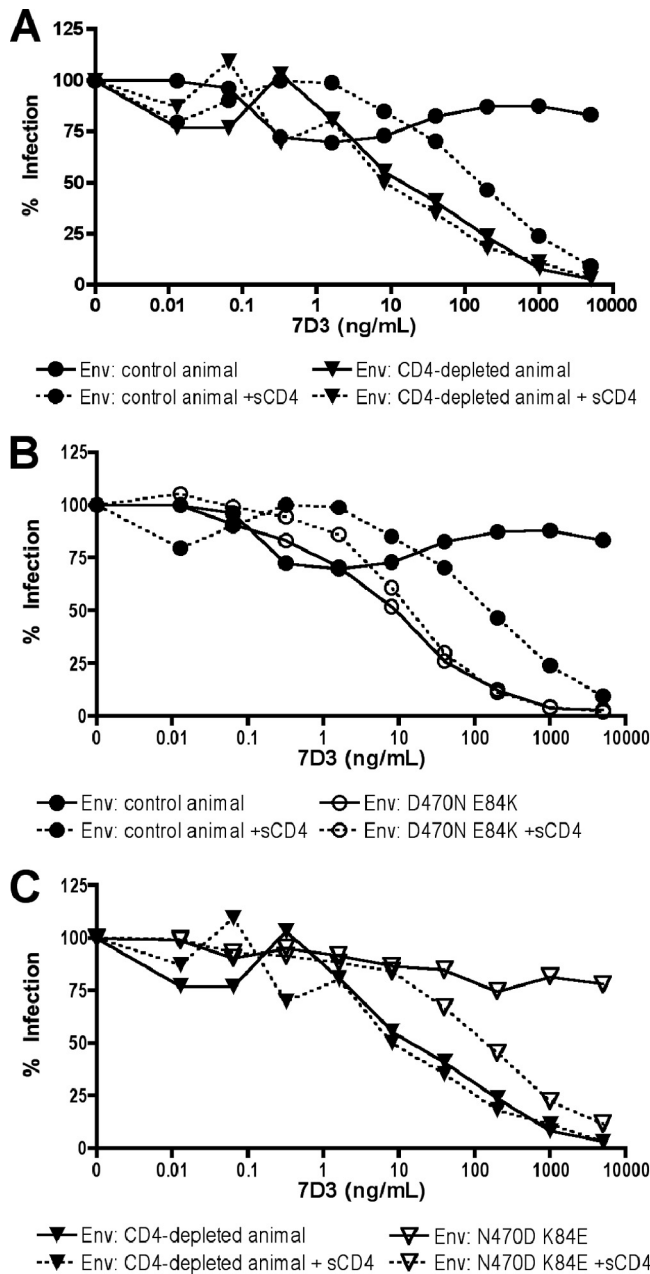 A
125
100
75
50
25
0
% Infection
0 0.01 0.1 1 10 100 1000 10000
7D3 (ng/mL)
Env: control animal Env: CD4-depleted animal
Env: control animal +sCD4 Env: CD4-depleted animal + sCD4
B
125
100
75
50
25
0
% Infection
0 0.01 0.1 1 10 100 1000 10000
7D3 (ng/mL)
Env: control animal Env: D470N E84K
Env: control animal +sCD4 Env: D470N E84K +sCD4
C
125
100
75
50
25
0
% Infection
0 0.01 0.1 1 10 100 1000 10000
7D3 (ng/mL)
Env: CD4-depleted animal Env: N470D K84E
Env: CD4-depleted animal + sCD4 Env: N470D K84E +sCD4